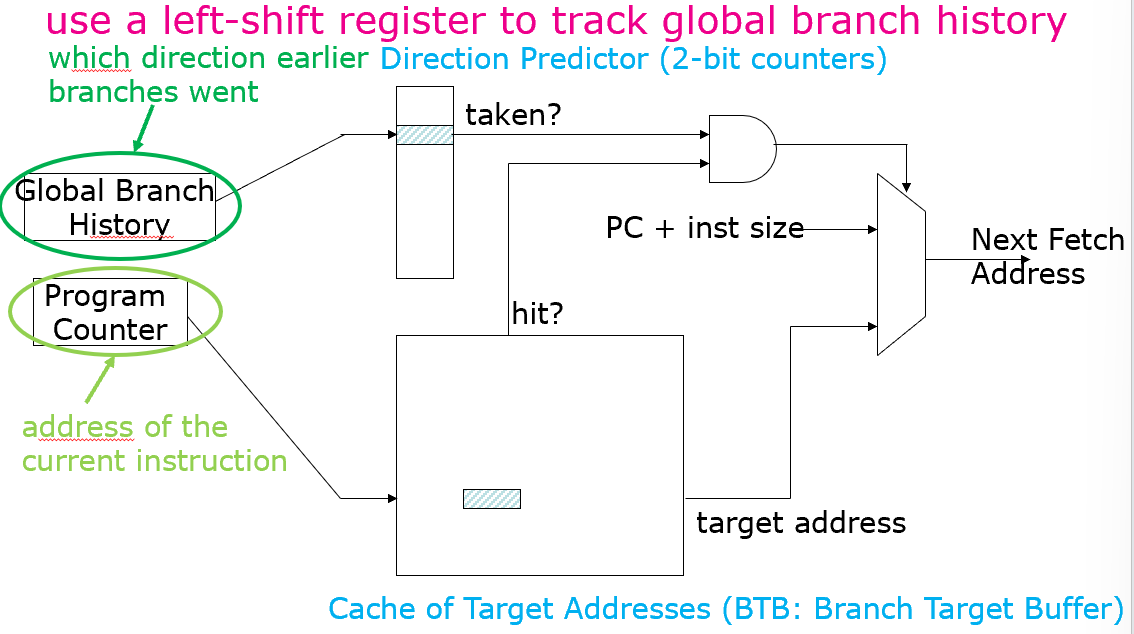 use a left-shift register to track global branch history
which direction earlier
branches went
Direction Predictor (2-bit counters)
taken?
Global Branch
History
PC + inst size
Next Fetch
Address
Program
Counter
hit?
address of the
current instruction
target address
Cache of Target Addresses (BTB: Branch Target Buffer)